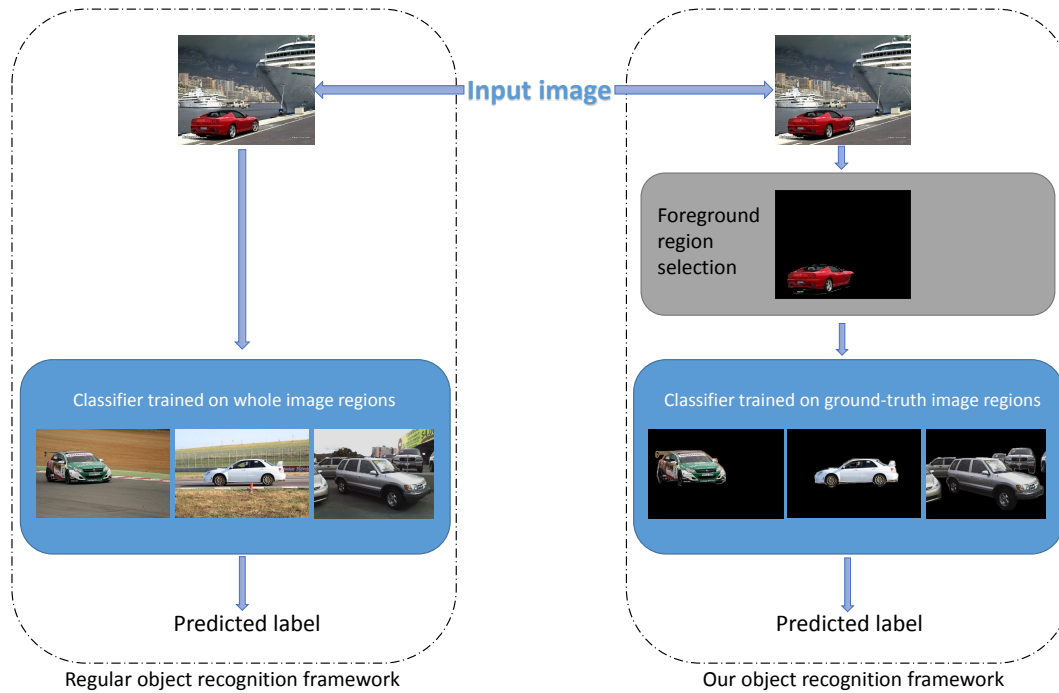 Input image
Foreground
region
selection
Classifier trained on whole image regions
Classifier trained on ground-truth image regions
Predicted label
Predicted label
Regular object recognition framework
Our object recognition framework